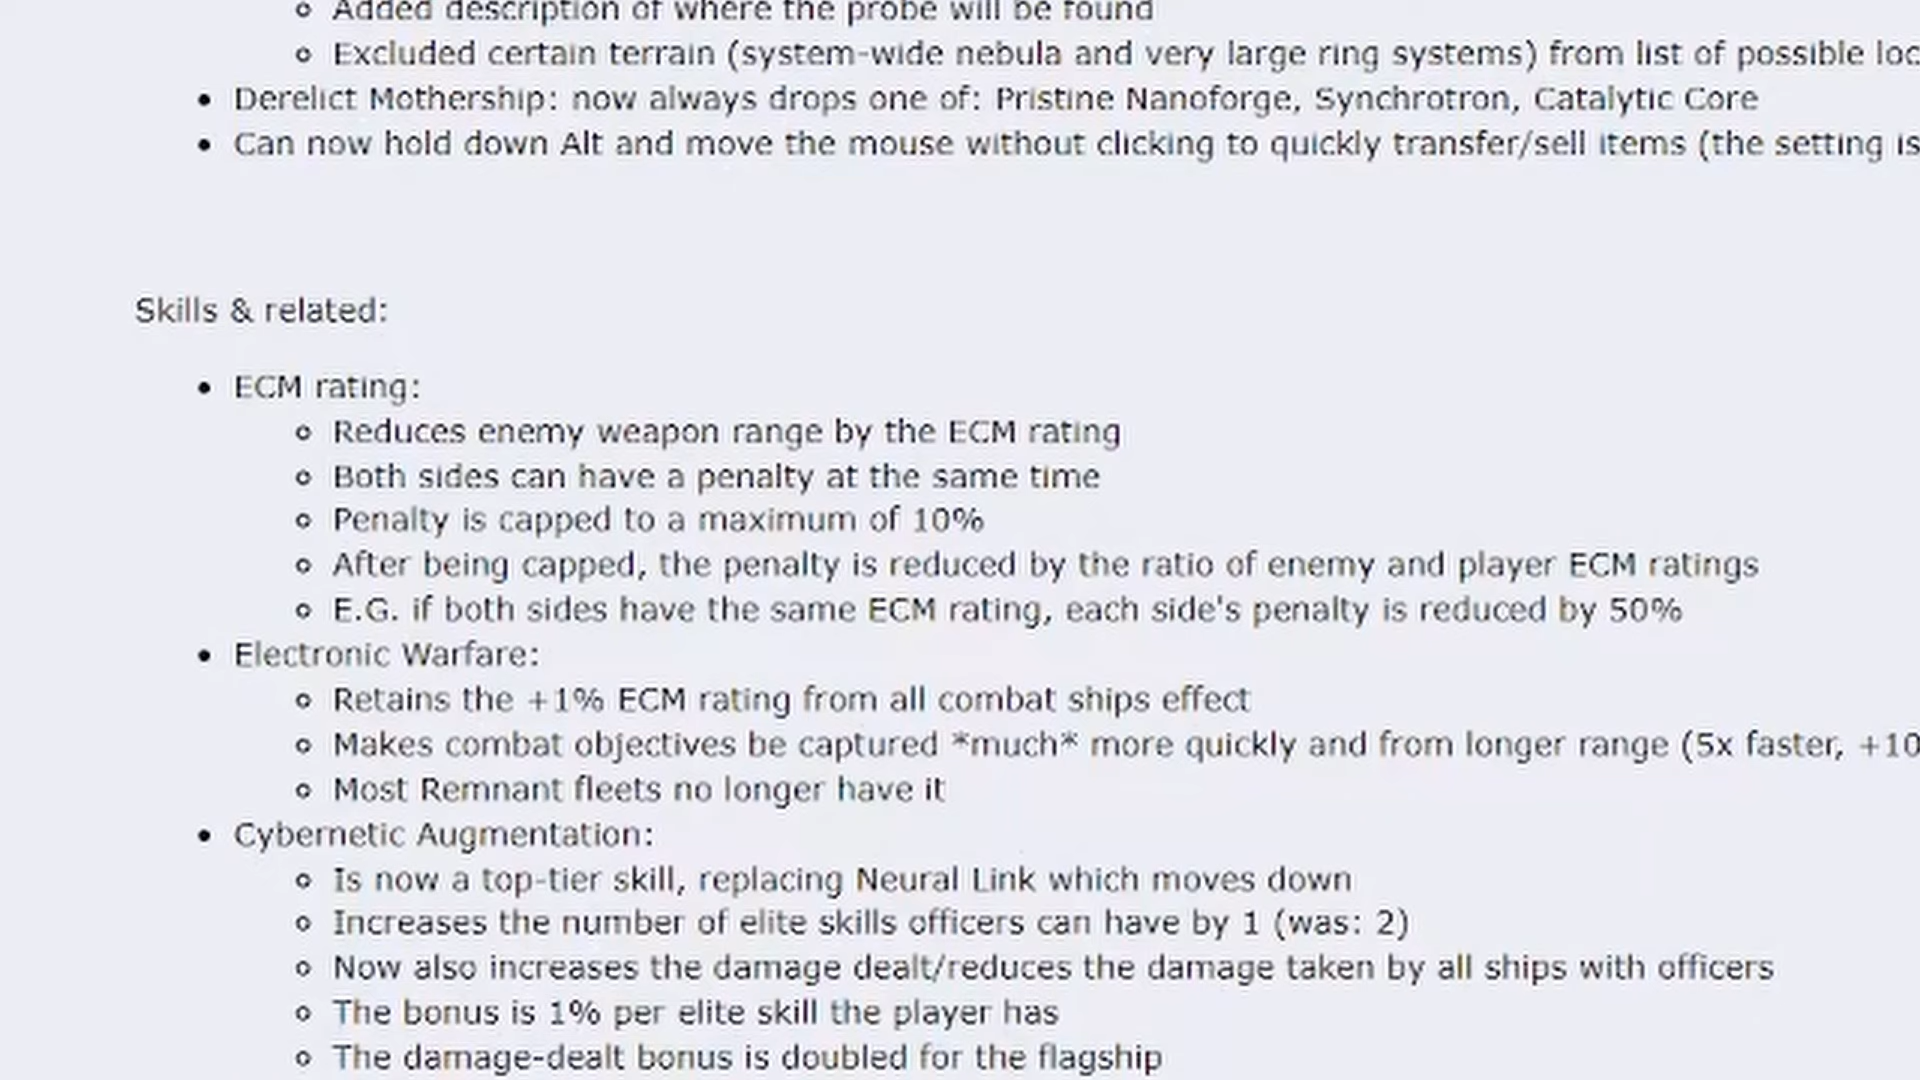 Added description of where the probe will be found
Excluded certain terrain (system-wide nebula and very large ring systems) from list of possible loc
Derelict Mothership: now always drops one of: Pristine Nanoforge, Synchrotron, Catalytic Core
Can now hold down Alt and move the mouse without clicking to quickly transfer/sell items (the setting is
Skills & related:
ECM rating:
Reduces enemy weapon range by the ECM rating
Both sides can have a penalty at the same time
Penalty is capped to a maximum of 10%
After being capped, the penalty is reduced by the ratio of enemy and player ECM ratings
E.G. if both sides have the same ECM rating, each side's penalty is reduced by 50%
Electronic Warfare:
Retains the +1% ECM rating from all combat ships effect
Makes combat objectives be captured *much* more quickly and from longer range (5x faster, +10
Most Remnant fleets no longer have it
Cybernetic Augmentation:
Is now a top-tier skill, replacing Neural Link which moves down
Increases the number of elite skills officers can have by 1 (was: 2)
Now also increases the damage dealt/reduces the damage taken by all ships with officers
The bonus is 1% per elite skill the player has
The damage-dealt bonus is doubled for the flagship